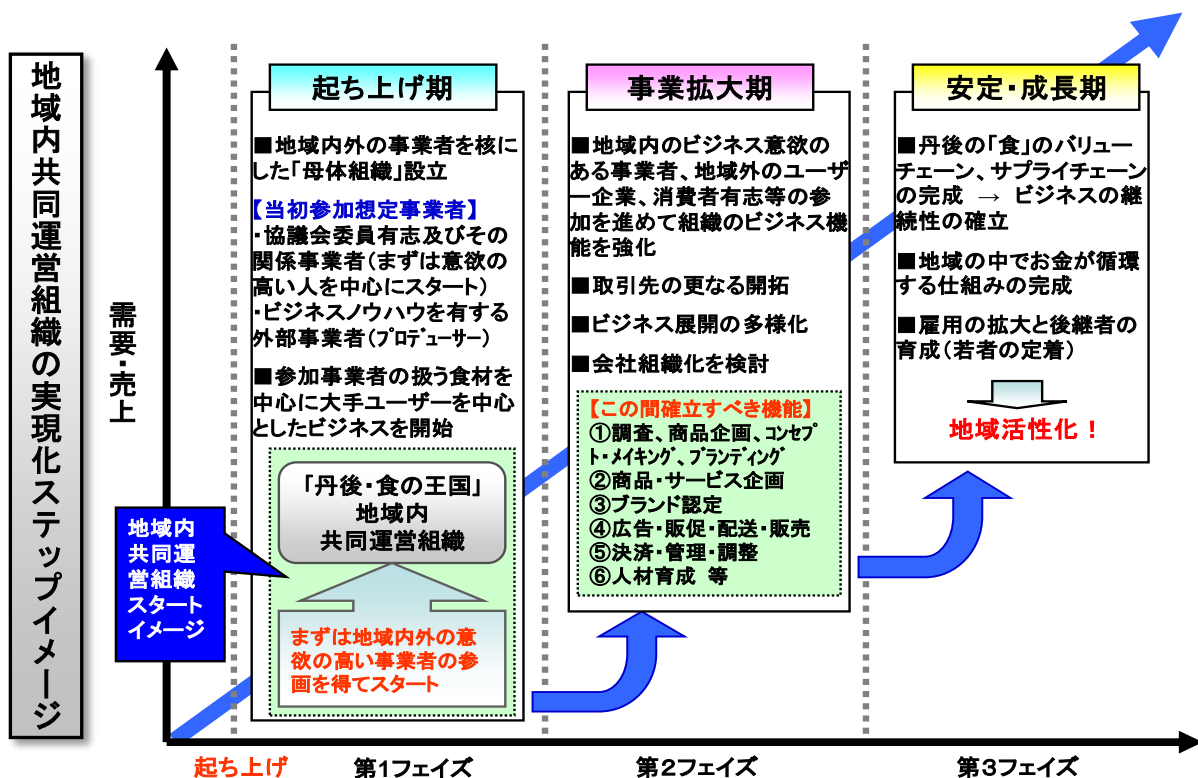 地域内共同運営組織の実現化ステップイメージ
需要・売上
起ち上げ期
■地域内外の事業者を核に
した「母体組織」設立
【当初参加想定事業者】
・協議会委員有志及びその
関係事業者(まずは意欲の
高い人を中心にスタート)
・ビジネスノウハウを有する
外部事業者(プロデューサー)
■参加事業者の扱う食材を
中心に大手ユーザーを中心
としたビジネスを開始
「丹後・食の王国」
地域内
共同運営組織
まずは地域内外の意
欲の高い事業者の参
画を得てスタート
地域内
共同運
営組織
スタート
イメージ
事業拡大期
■地域内のビジネス意欲の
ある事業者、地域外のユーザ
ー企業、消費者有志等の参
加を進めて組織のビジネス機
能を強化
■取引先の更なる開拓
■ビジネス展開の多様化
■会社組織化を検討
【この間確立すべき機能】
①調査、商品企画、コンセプ
ト・メイキング、ブランディング
②商品・サービス企画
③ブランド認定
④広告・販促・配送・販売
⑤決済・管理・調整
⑥人材育成 等
安定・成長期
■丹後の「食」のバリュー
チェーン、サプライチェーン
の完成 → ビジネスの継
続性の確立
■地域の中でお金が循環
する仕組みの完成
■雇用の拡大と後継者の
育成(若者の定着)
地域活性化！
起ち上げ
第1フェイズ
第2フェイズ
第3フェイズ